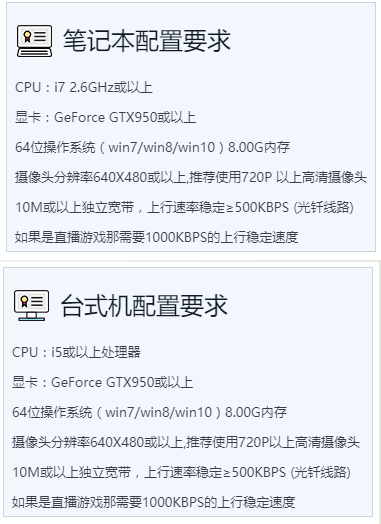 笔记本配置要求
CPU：i7 2.6GHz或以上
显卡：GeForce GTX950或以上
64位操作系统（win7/win8/win10）8.00G内存
摄像头分辨率640X480或以上,推荐使用720P 以上高清摄像头
10M或以上独立宽带，上行速率稳定≥500KBPS (光钎线路)
如果是直播游戏那需要1000KBPS的上行稳定速度
台式机配置要求
CPU：i5或以上处理器
显卡：GeForce GTX950或以上
64位操作系统（win7/win8/win10）8.00G内存
摄像头分辨率640X480或以上,推荐使用720P以上高清摄像头
10M或以上独立宽带，上行速率稳定≥500KBPS (光钎线路)
如果是直播游戏那需要1000KBPS的上行稳定速度